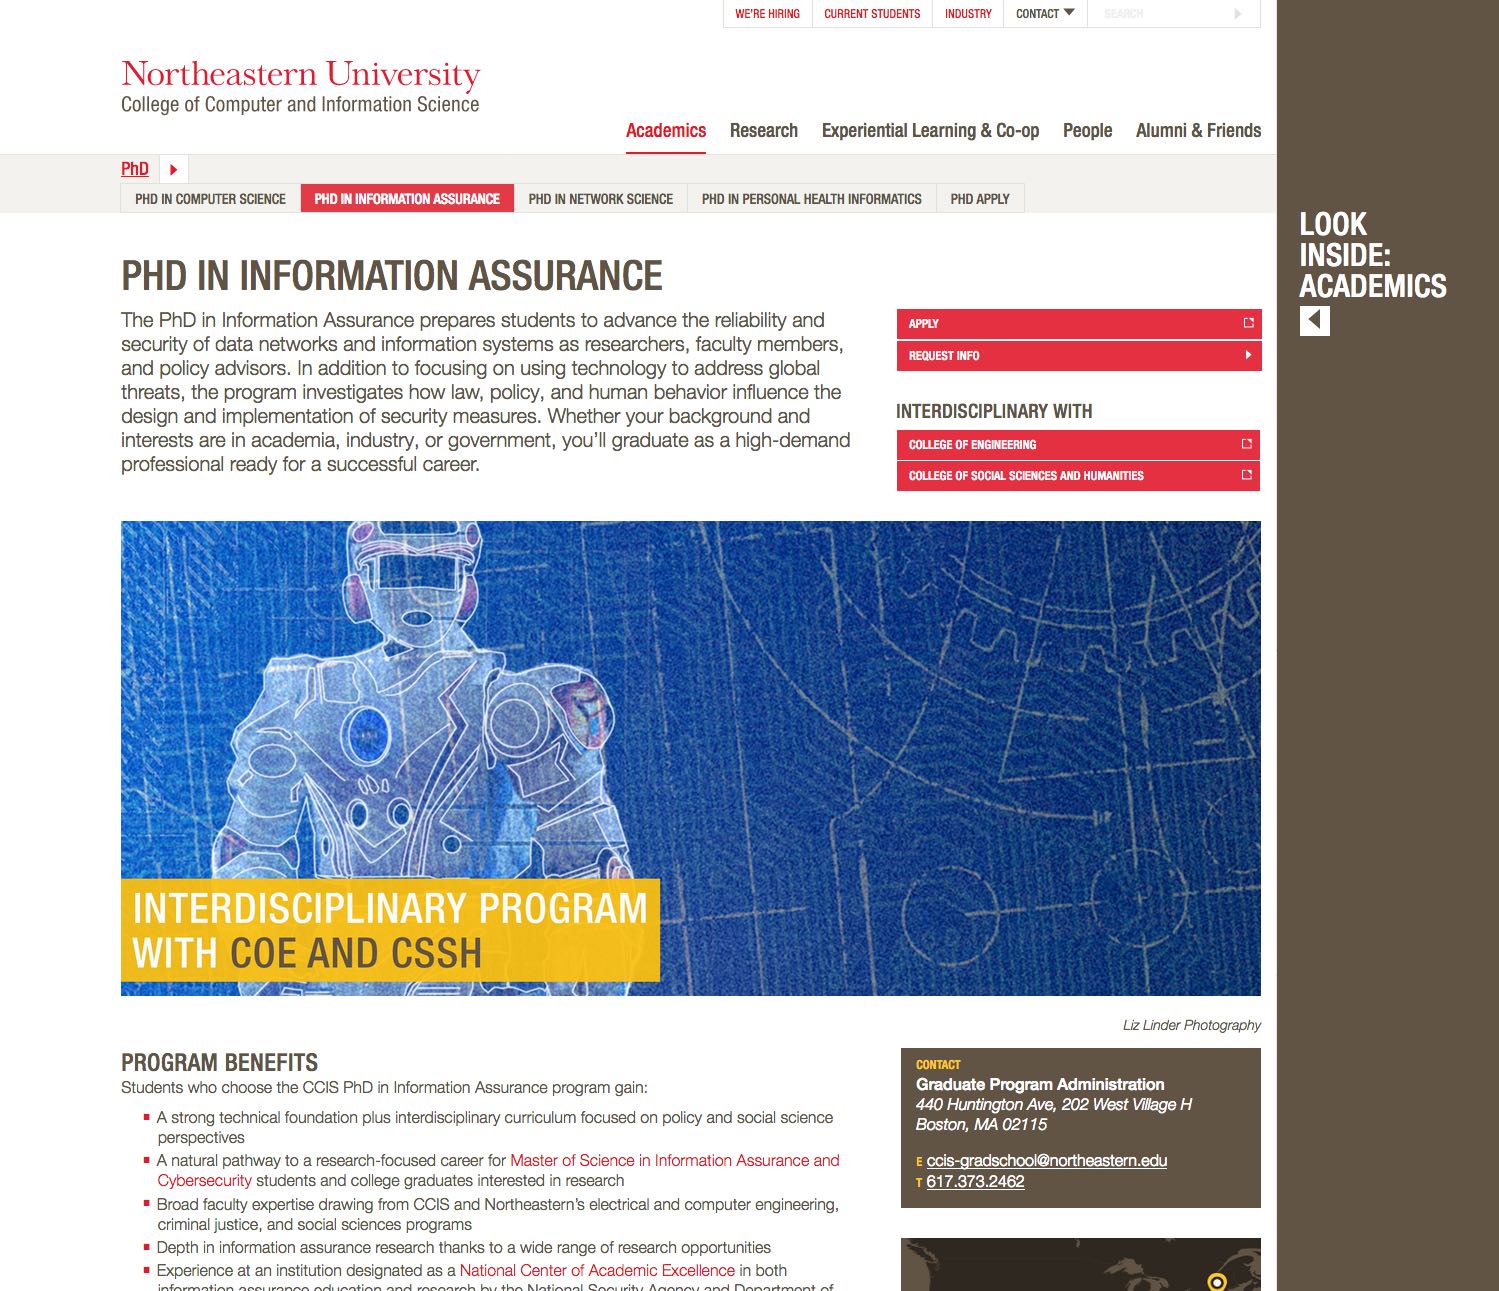 WE'RE HIRING
CURRENT STUDENTS
INDUSTRY
CONTACT
SEARCH
Northeastern University
College of Computer and Information Science
Academics
Research
Experiential Learning & Co-op
People
Alumni & Friends
PhD
PHD IN COMPUTER SCIENCE
PHD IN INFORMATION ASSURANCE
PHD IN NETWORK SCIENCE
PHD IN PERSONAL HEALTH INFORMATICS
PHD APPLY
LOOK
INSIDE:
ACADEMICS
PHD IN INFORMATION ASSURANCE
The PhD in Information Assurance prepares students to advance the reliability and
security of data networks and information systems as researchers, faculty members,
and policy advisors. In addition to focusing on using technology to address global
threats, the program investigates how law, policy, and human behavior influence the
design and implementation of security measures. Whether your background and
interests are in academia, industry, or government, you'll graduate as a high-demand
professional ready for a successful career.
APPLY
REQUEST INFO
INTERDISCIPLINARY WITH
COLLEGE OF ENGINEERING
COLLEGE OF SOCIAL SCIENCES AND HUMANITIES
INTERDISCIPLINARY PROGRAM
WITH COE AND CSSH
Liz Linder Photography
PROGRAM BENEFITS
Students who choose the CCIS PhD in Information Assurance program gain:
A strong technical foundation plus interdisciplinary curriculum focused on policy and social science
perspectives
A natural pathway to a research-focused career for Master of Science in Information Assurance and
Cybersecurity students and college graduates interested in research
Broad faculty expertise drawing from CCIS and Northeastern's electrical and computer engineering,
criminal justice, and social sciences programs
Depth in information assurance research thanks to a wide range of research opportunities
Experience at an institution designated as a National Center of Academic Excellence in both
information assurance education and research by the National Security Agency and Department of
CONTACT
Graduate Program Administration
440 Huntington Ave, 202 West Village H
Boston, MA 02115
E ccis-gradschool@northeastern.edu
T 617.373.2462